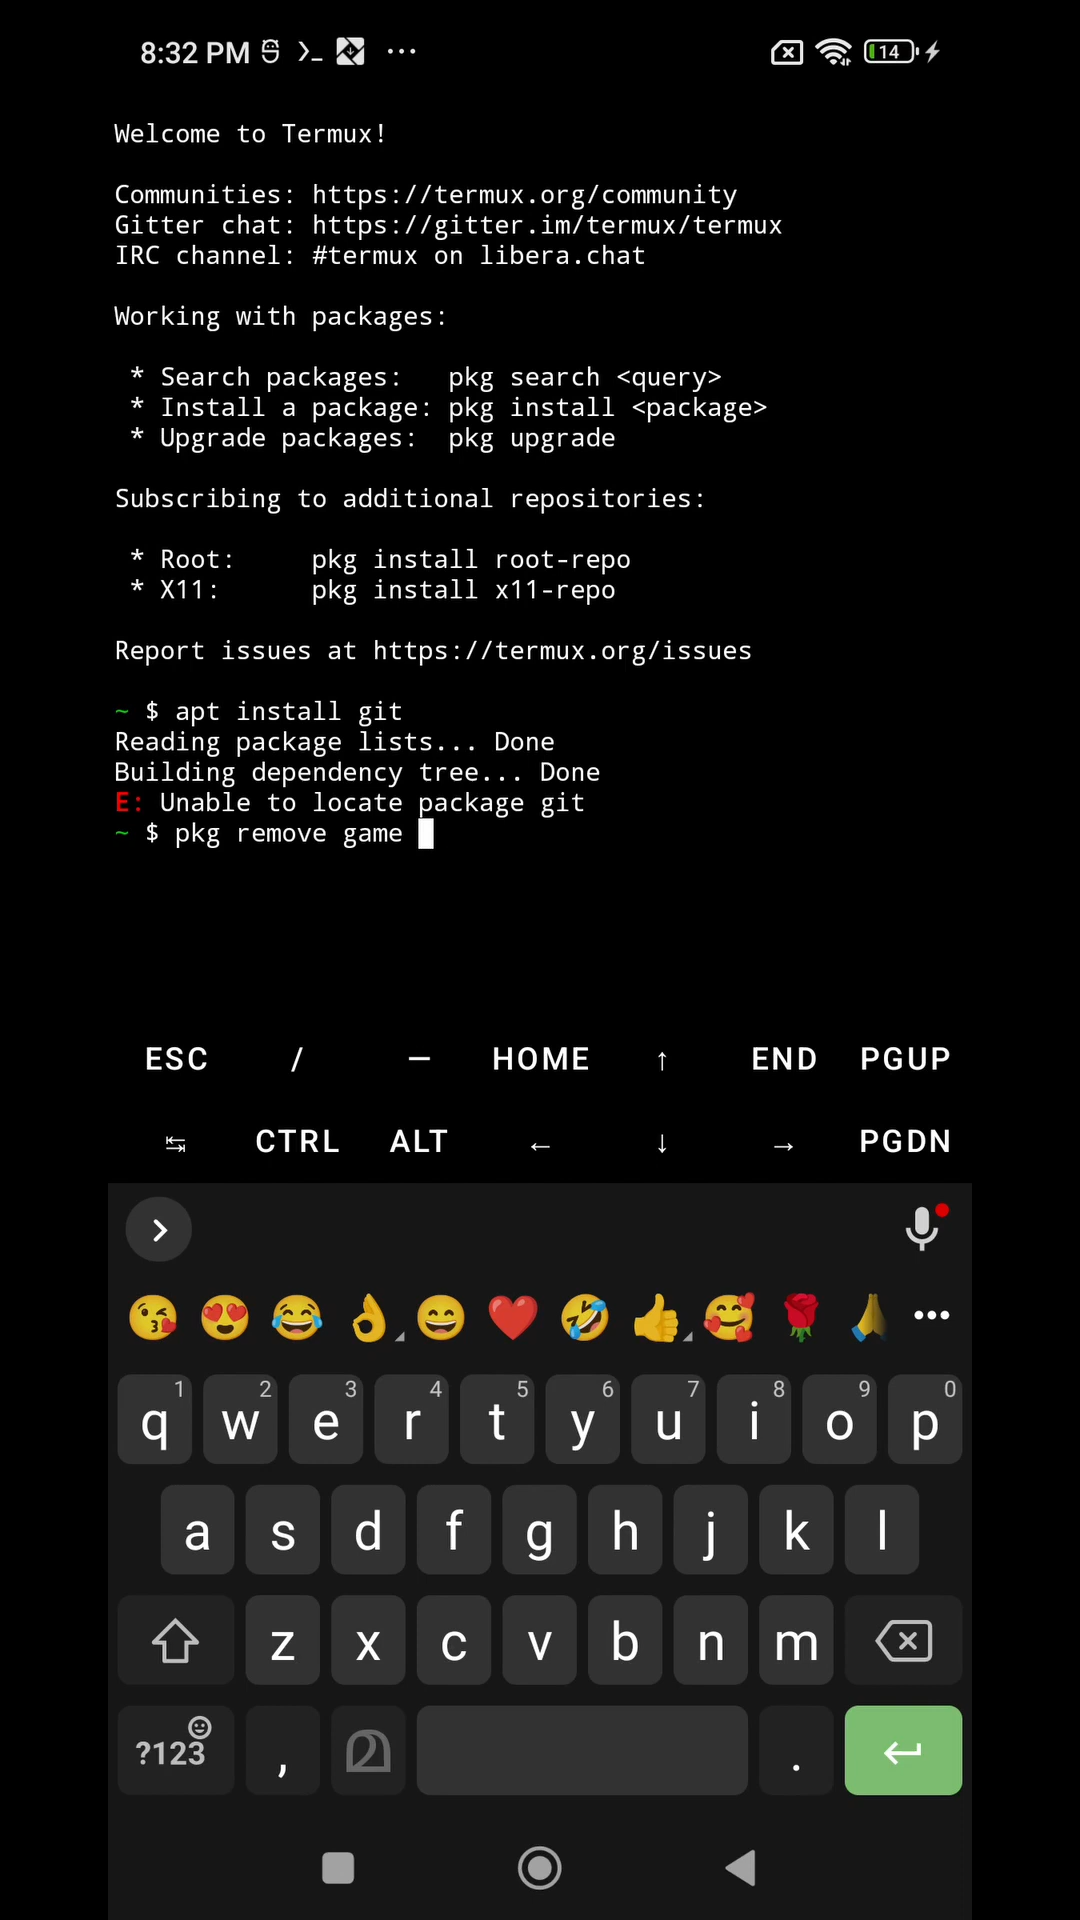 8:32 PM
14
Welcome to Termux!
Communities: https://termux.org/community
Gitter chat: https://gitter.im/termux/termux
IRC channel: #termux on libera.chat
Working with packages:
* Search packages: pkg search <query>
* Install a package: pkg install <package>
* Upgrade packages: pkg upgrade
Subscribing to additional repositories:
* Root: pkg install root-repo
* X11: pkg install x11-repo
Report issues at https://termux.org/issues
~ $ apt install git
Reading package lists... Done
Building dependency tree... Done
E: Unable to locate package git
~ $ pkg remove game
ESC / — HOME ↑ END PGUP
↹ CTRL ALT ← ↓ → PGDN
1 2 3 4 5 6 7 8 9 0
q w e r t y u i o p
a s d f g h j k l
z x c v b n m
?123 , .